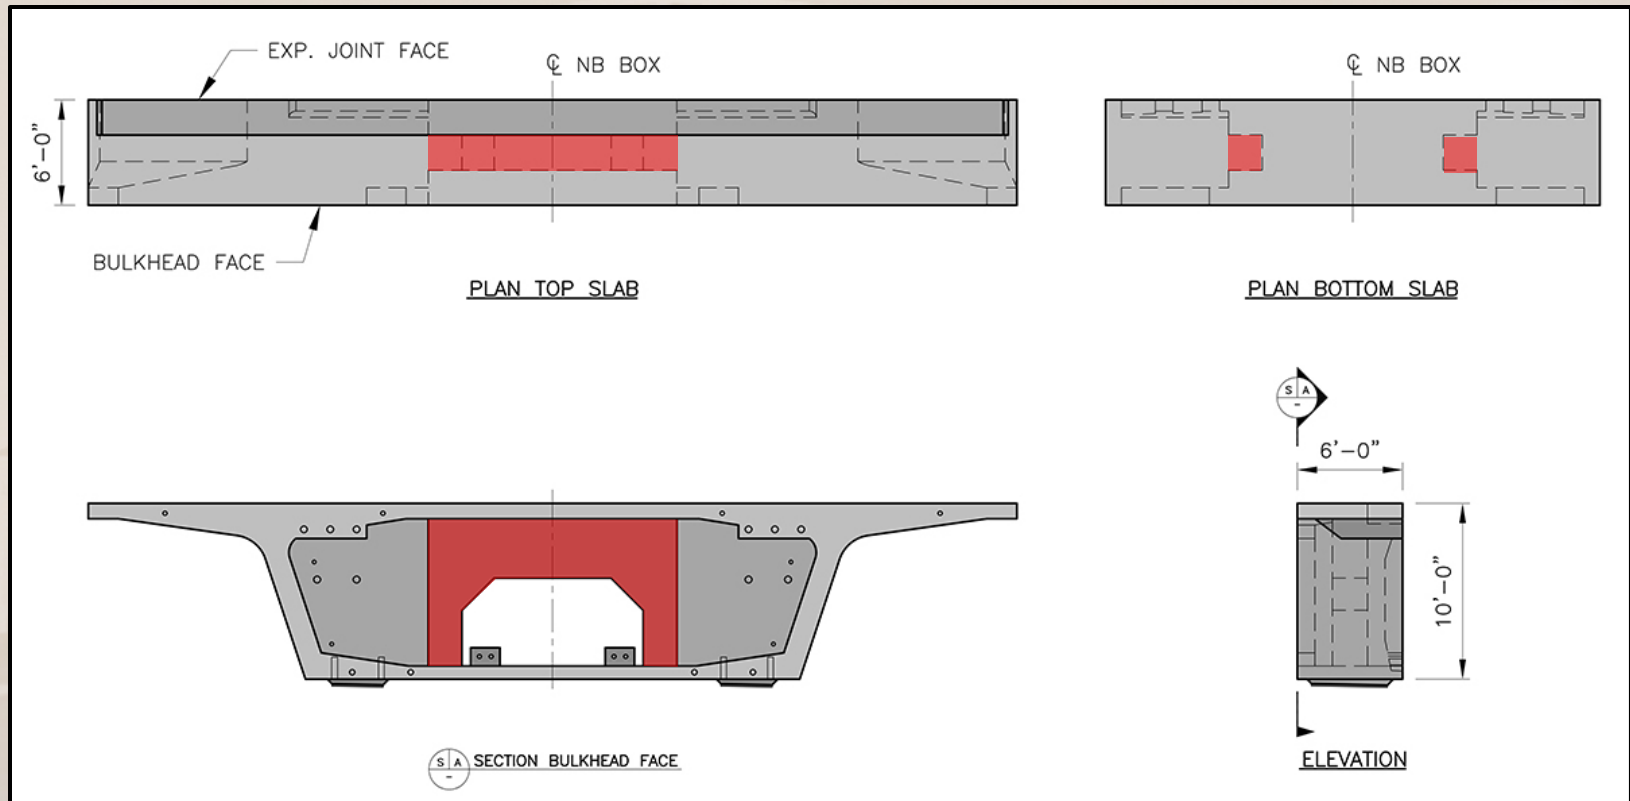 EXP. JOINT FACE
℄ NB BOX
℄ NB BOX
6'-0"
BULKHEAD FACE
PLAN TOP SLAB
PLAN BOTTOM SLAB
S A
-
6'-0"
10'-0"
S A
-
SECTION BULKHEAD FACE
ELEVATION